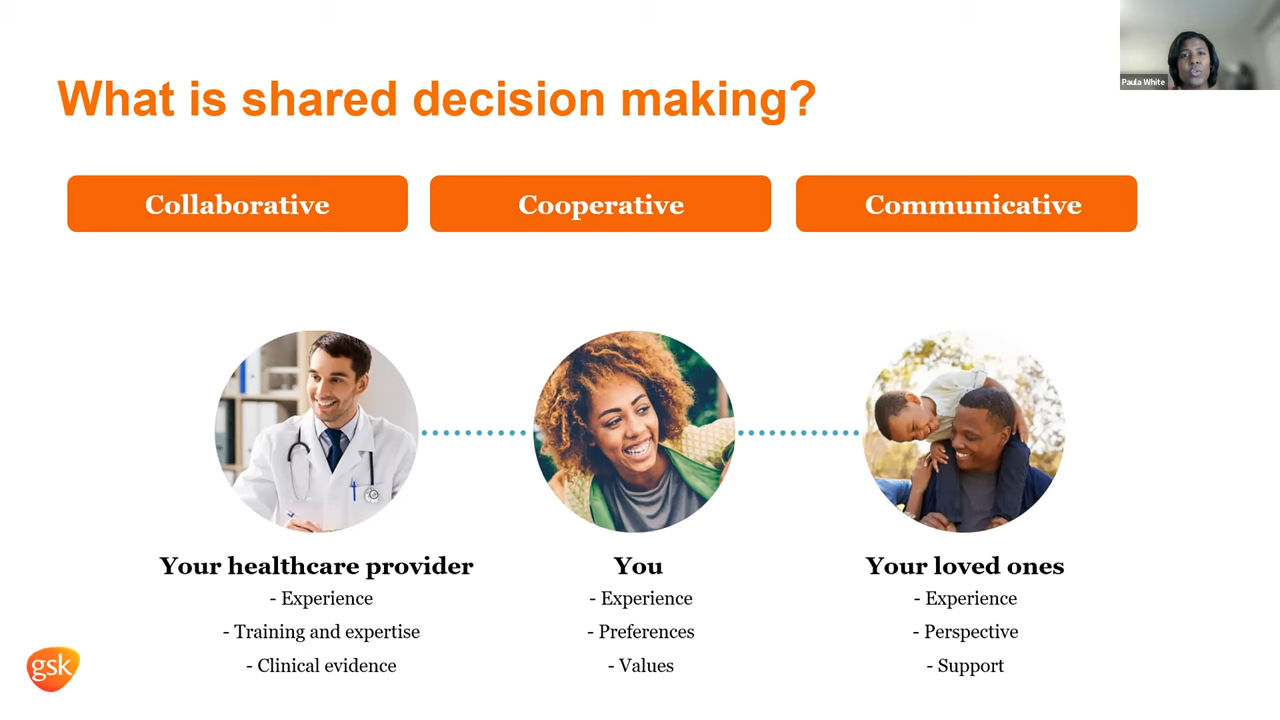 Paula White
What is shared decision making?
Collaborative
Cooperative
Communicative
Your healthcare provider
- Experience
- Training and expertise
- Clinical evidence
You
- Experience
- Preferences
- Values
Your loved ones
- Experience
- Perspective
- Support
gsk